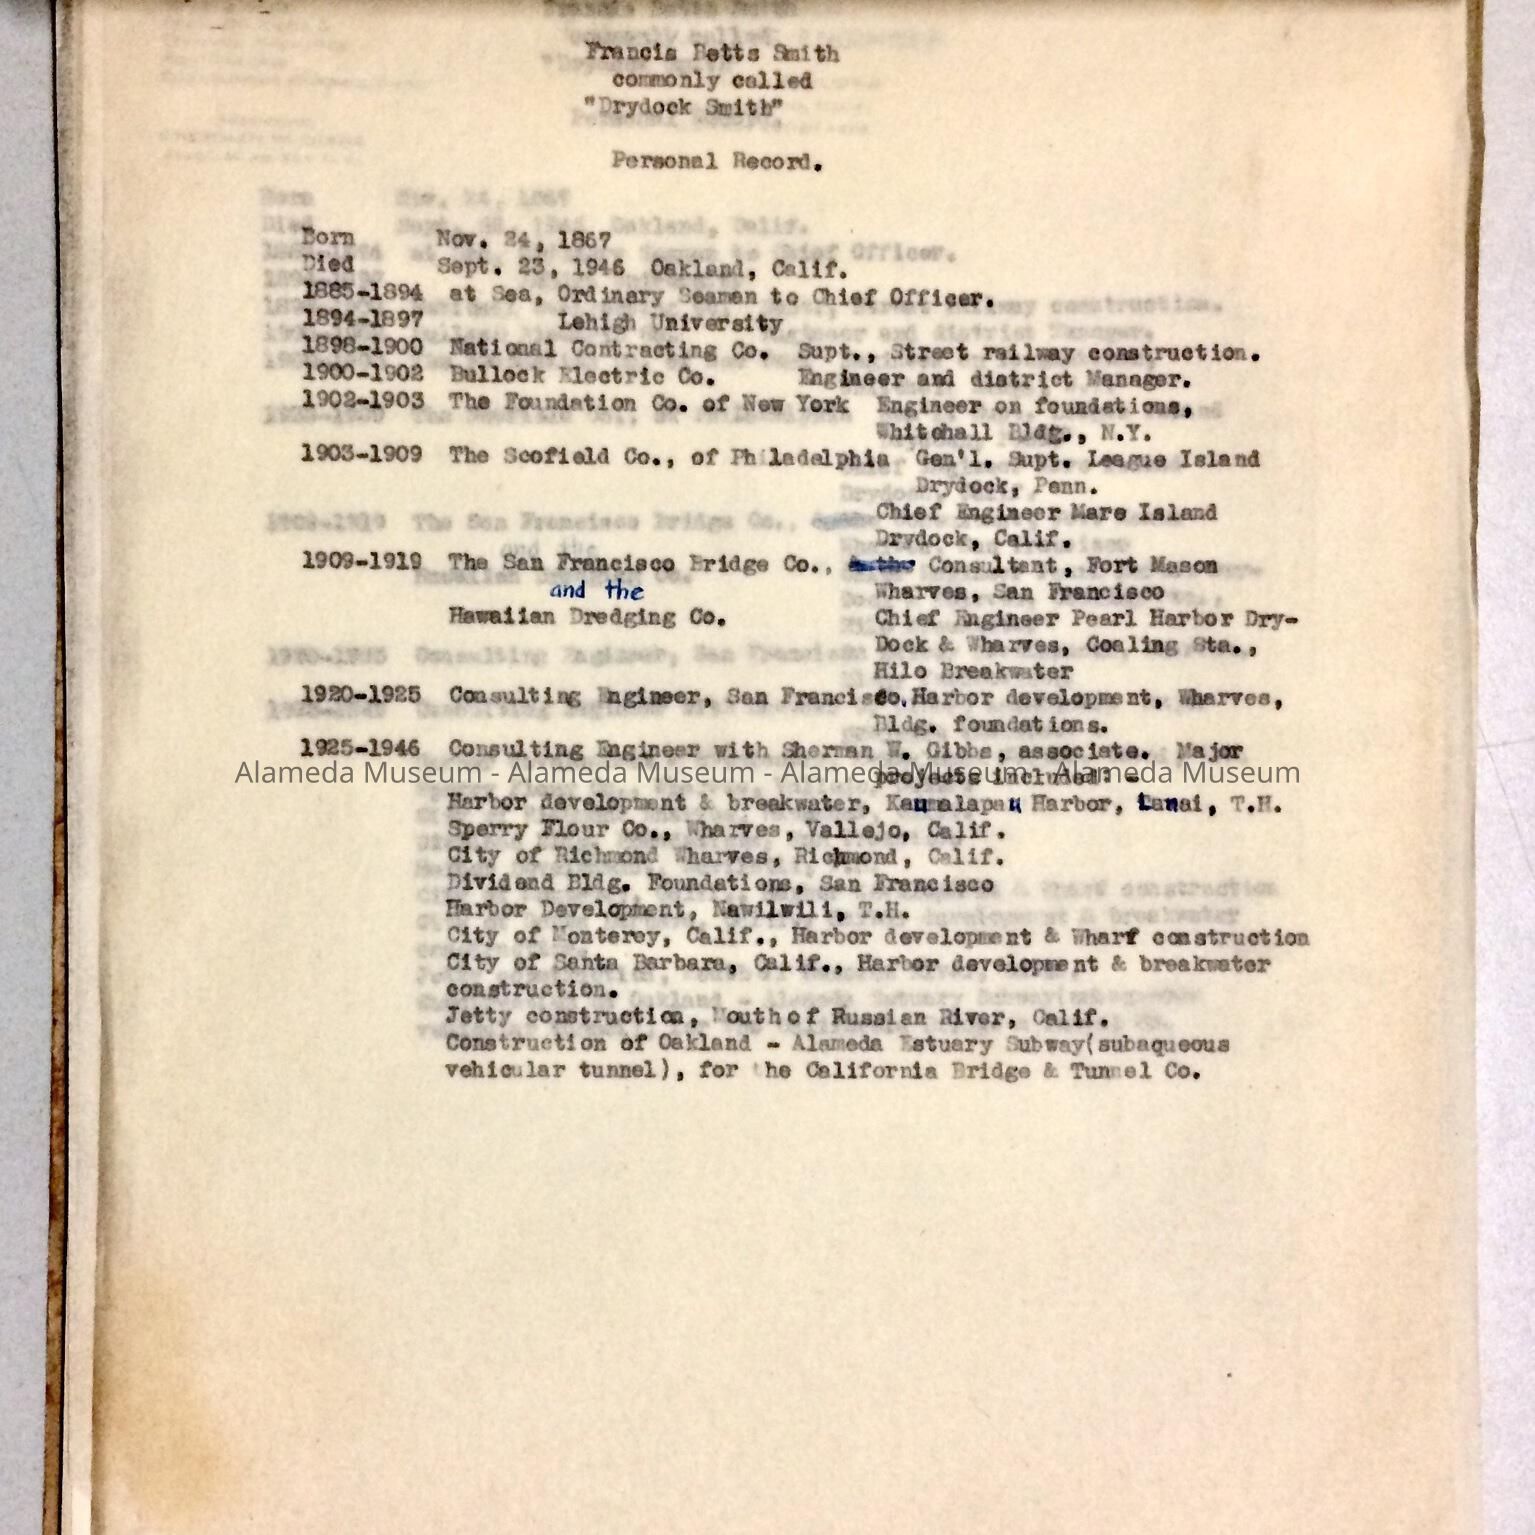 Francis Betts Smith
commonly called
"Drydock Smith"
Personal Record.
Born Nov. 24, 1867
Died Sept. 23, 1946 Oakland, Calif.
1885-1894 at Sea, Ordinary Seaman to Chief Officer.
1894-1897 Lehigh University
1898-1900 National Contracting Co. Supt., Street railway construction.
1900-1902 Bullock Electric Co. Engineer and district Manager.
1902-1903 The Foundation Co. of New York Engineer on foundations,
Whitehall Bldg., N.Y.
1903-1909 The Scofield Co., of Philadelphia Gen'l. Supt. League Island
Drydock, Penn.
Chief Engineer Mare Island
Drydock, Calif.
1909-1919 The San Francisco Bridge Co., Consultant, Fort Mason
and the Wharves, San Francisco
Hawaiian Dredging Co. Chief Engineer Pearl Harbor Dry-
Dock & Wharves, Coaling Sta.,
Hilo Breakwater
1920-1925 Consulting Engineer, San Francisco, Harbor development, Wharves,
Bldg. foundations.
1925-1946 Consulting Engineer with Sherman W. Gibbs, associate. Major
projects included: -
Alameda Museum - Alameda Museum - Alameda Museum - Alameda Museum
Harbor development & breakwater, Kaumalapau Harbor, Lanai, T.H.
Sperry Flour Co., Wharves, Vallejo, Calif.
City of Richmond Wharves, Richmond, Calif.
Dividend Bldg. Foundations, San Francisco
Harbor Development, Nawilwili, T.H.
City of Monterey, Calif., Harbor development & Wharf construction
City of Santa Barbara, Calif., Harbor development & breakwater
construction.
Jetty construction, Mouth of Russian River, Calif.
Construction of Oakland - Alameda Estuary Subway(subaqueous
vehicular tunnel), for the California Bridge & Tunnel Co.